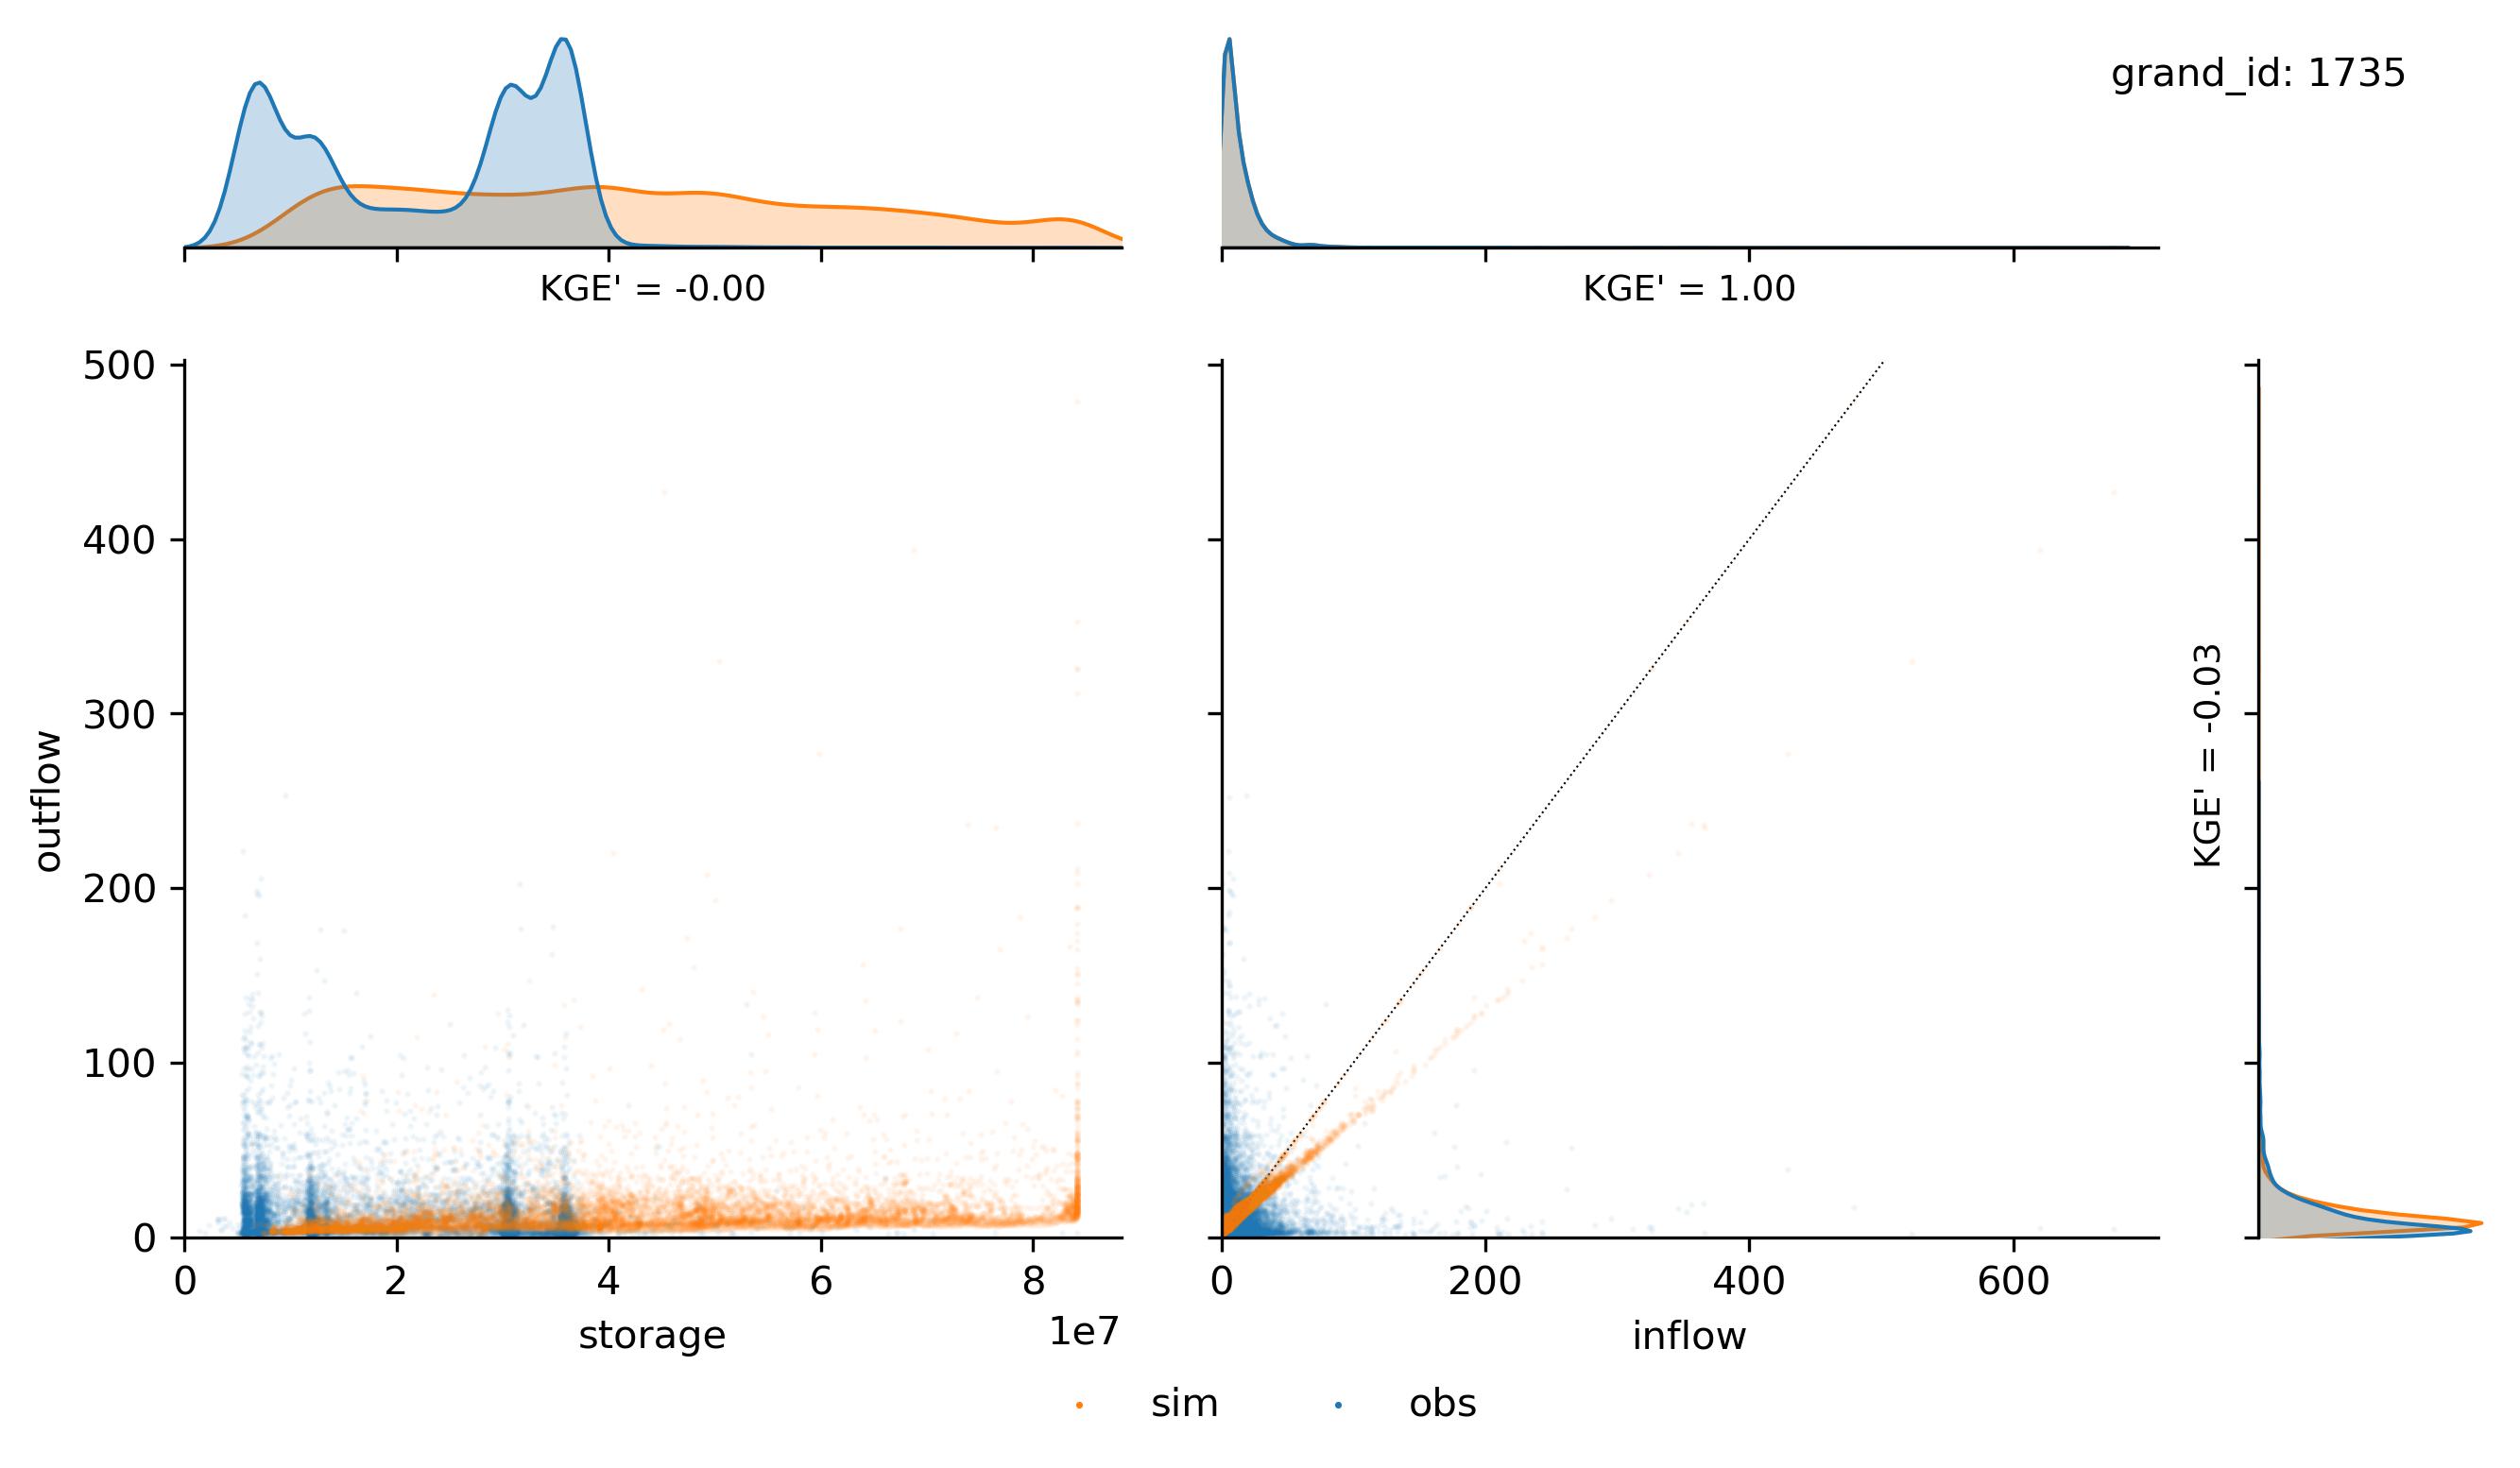 grand_id: 1735
KGE' = -0.00
KGE' = 1.00
500
400
300
200
100
0
outflow
KGE' = -0.03
0 2 4 6 8
0 200 400 600
1e7
storage
inflow
sim obs